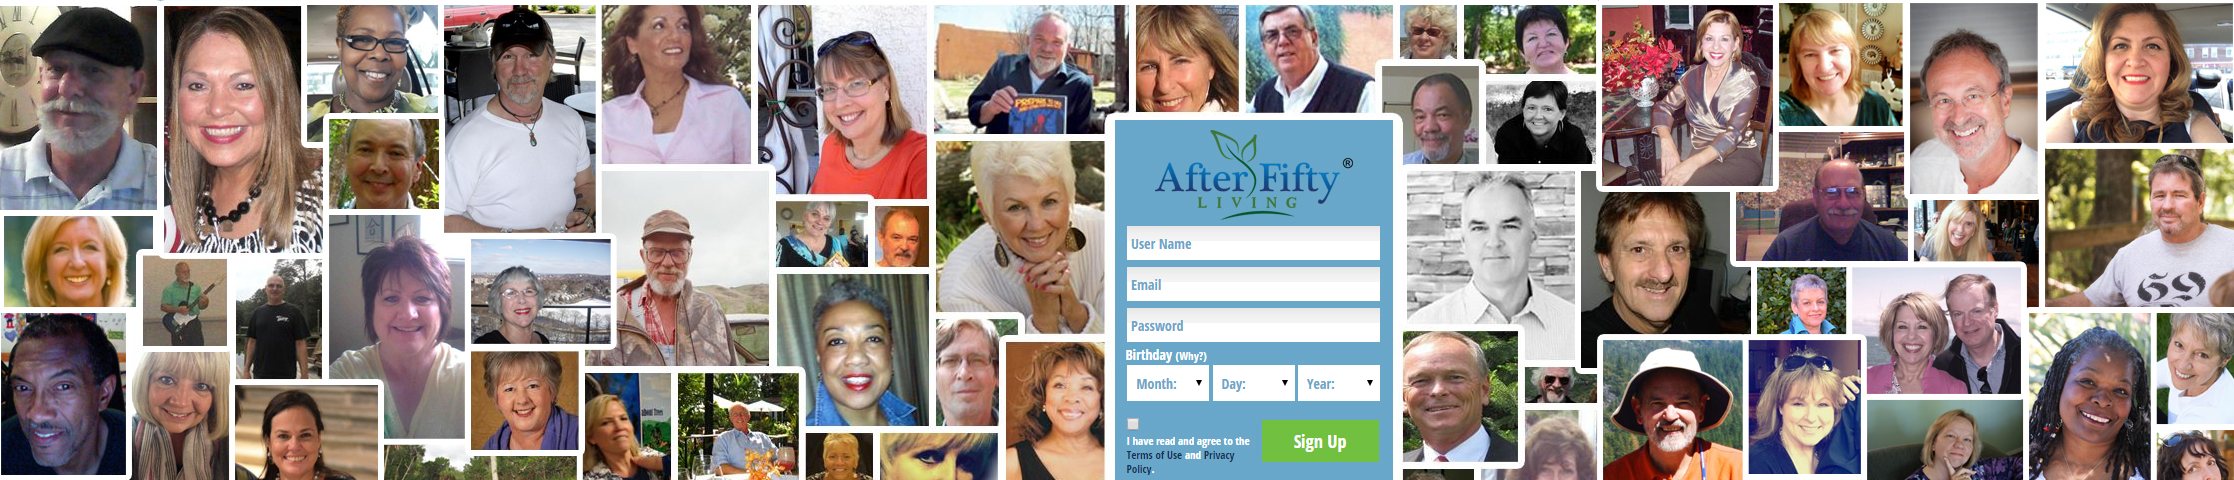 After Fifty ®
LIVING
User Name
Email
Password
Birthday (Why?)
Month: Day: Year:
I have read and agree to the
Terms of Use and Privacy
Policy.
Sign Up
69